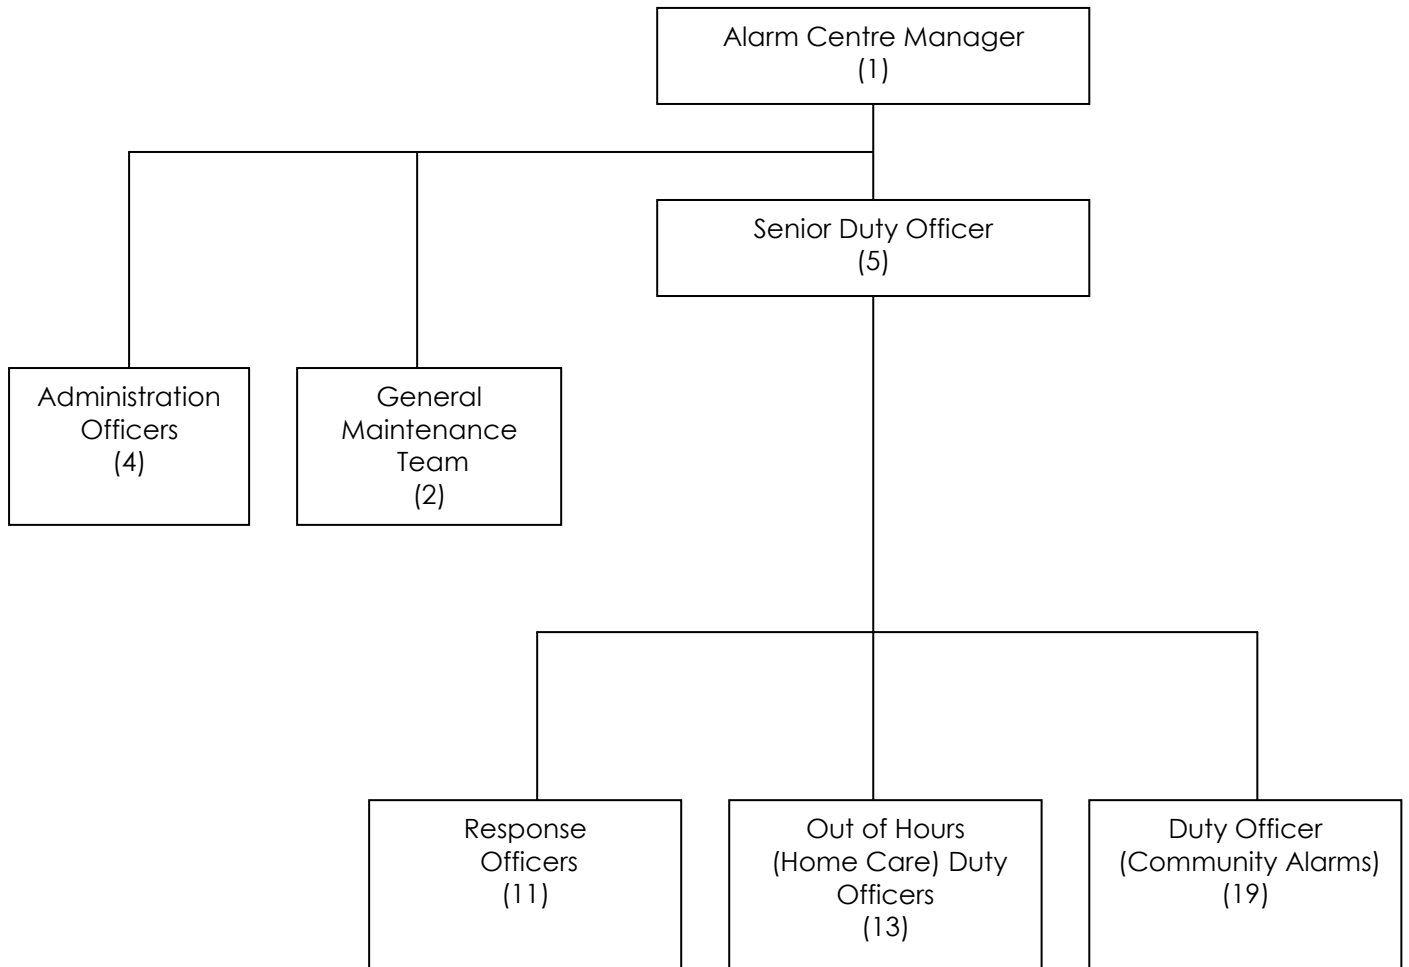 Alarm Centre Manager
(1)
Senior Duty Officer
(5)
Administration
Officers
(4)
General
Maintenance
Team
(2)
Response
Officers
(11)
Out of Hours
(Home Care) Duty
Officers
(13)
Duty Officer
(Community Alarms)
(19)